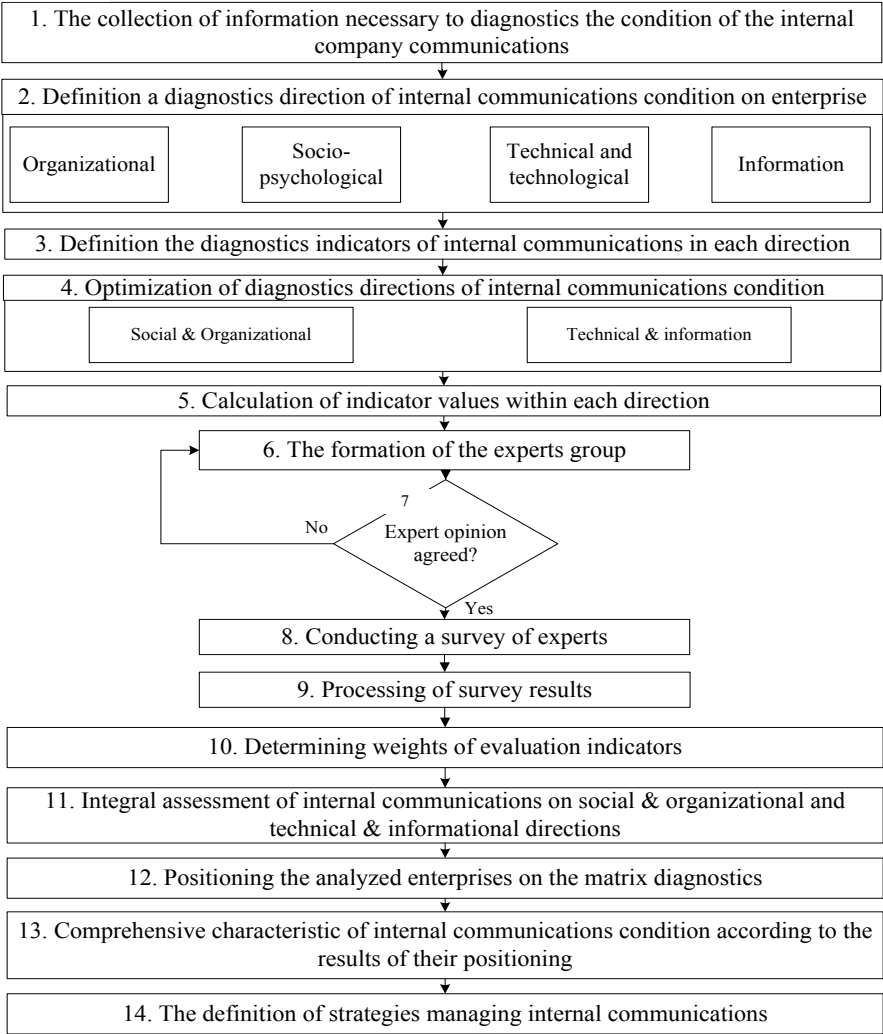 1. The collection of information necessary to diagnostics the condition of the internal
company communications
2. Definition a diagnostics direction of internal communications condition on enterprise
Organizational
Socio-
psychological
Technical and
technological
Information
3. Definition the diagnostics indicators of internal communications in each direction
4. Optimization of diagnostics directions of internal communications condition
Social & Organizational
Technical & information
5. Calculation of indicator values within each direction
6. The formation of the experts group
7
No
Expert opinion
agreed?
Yes
8. Conducting a survey of experts
9. Processing of survey results
10. Determining weights of evaluation indicators
11. Integral assessment of internal communications on social & organizational and
technical & informational directions
12. Positioning the analyzed enterprises on the matrix diagnostics
13. Comprehensive characteristic of internal communications condition according to the
results of their positioning
14. The definition of strategies managing internal communications